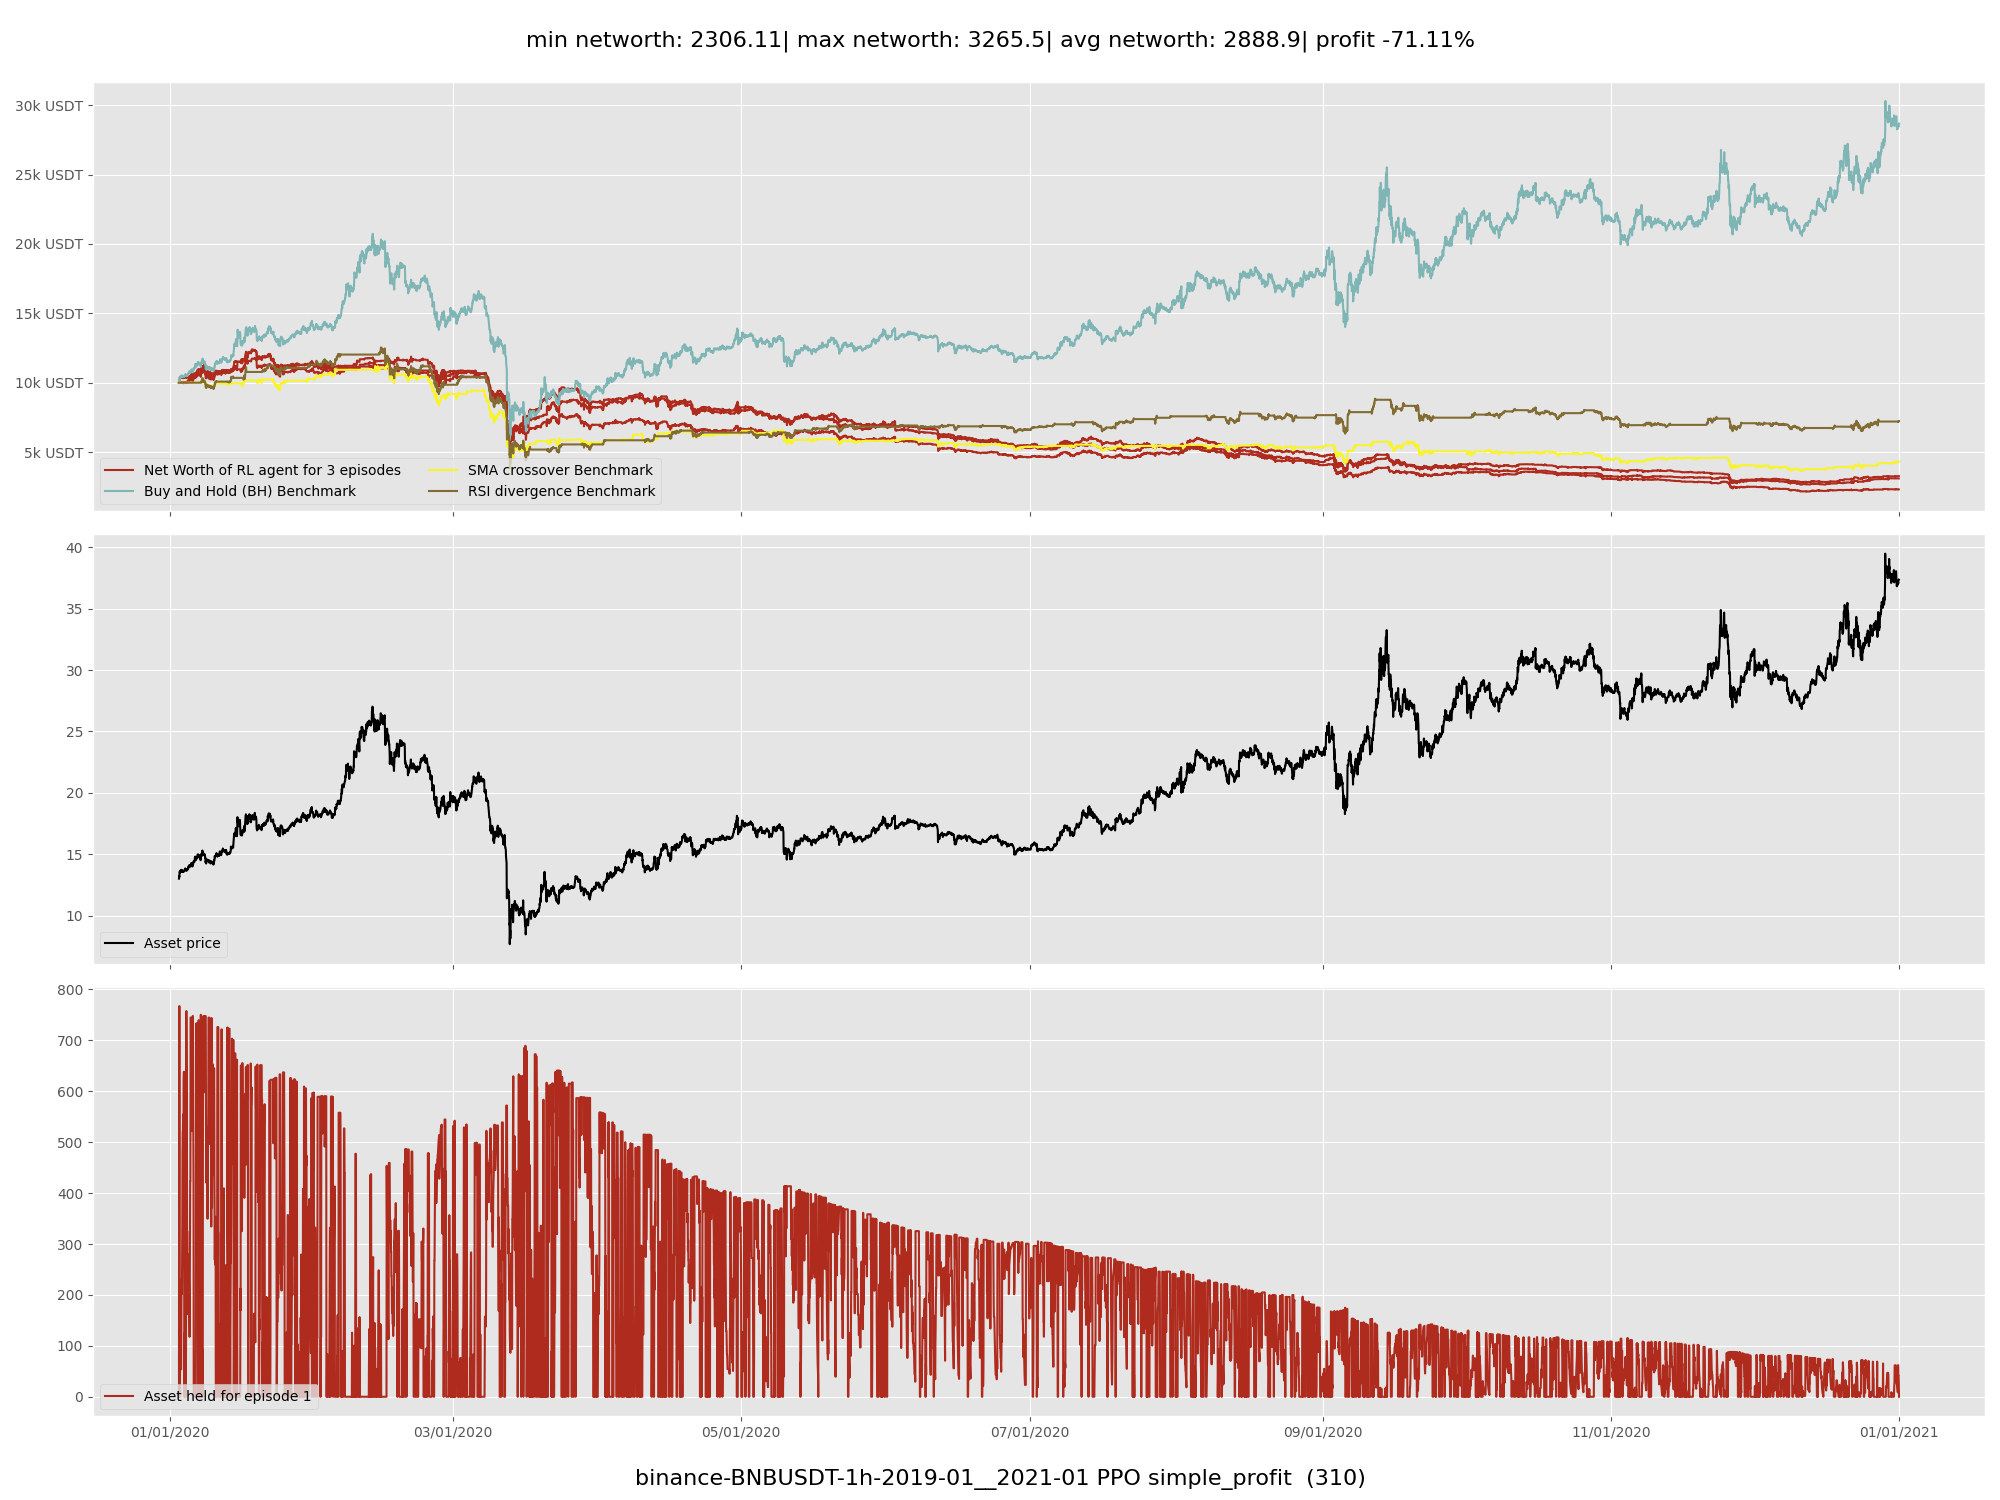 min networth: 2306.11| max networth: 3265.5| avg networth: 2888.9| profit -71.11%
30k USDT
25k USDT
20k USDT
15k USDT
10k USDT
5k USDT
Net Worth of RL agent for 3 episodes
Buy and Hold (BH) Benchmark
SMA crossover Benchmark
RSI divergence Benchmark
40
35
30
25
20
15
10
Asset price
800
700
600
500
400
300
200
100
0
Asset held for episode 1
01/01/2020
03/01/2020
05/01/2020
07/01/2020
09/01/2020
11/01/2020
01/01/2021
binance-BNBUSDT-1h-2019-01__2021-01 PPO simple_profit (310)